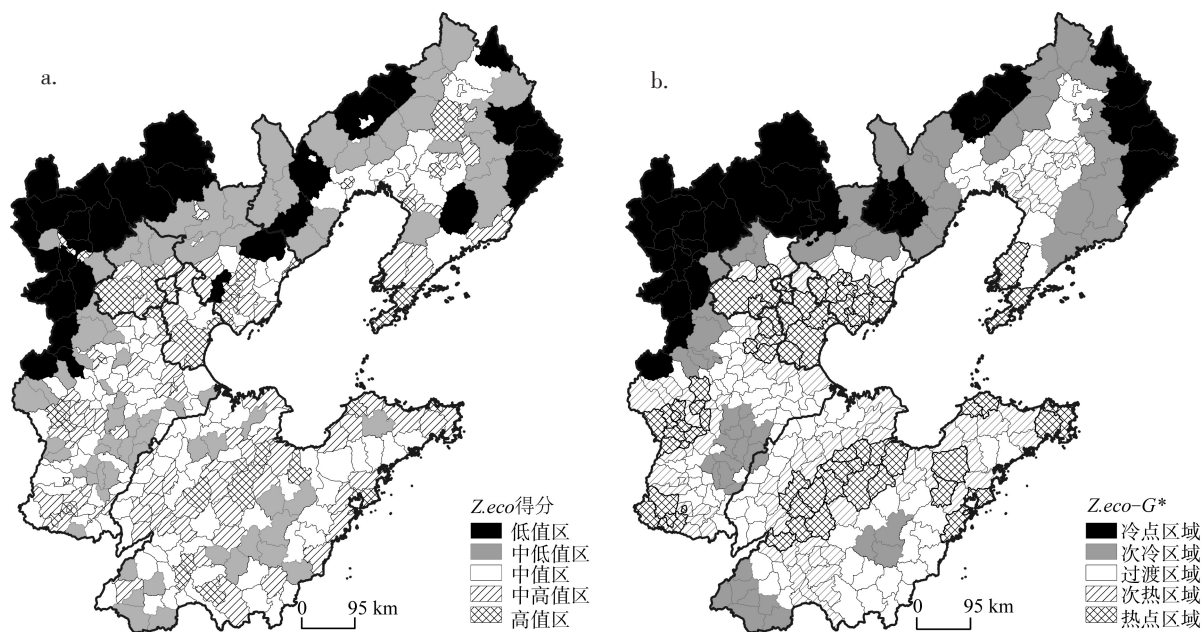 a.
Z.eco得分
低值区
中低值区
中值区
中高值区
高值区
0 95 km
b.
Z.eco-G*
冷点区域
次冷区域
过渡区域
次热区域
热点区域
0 95 km